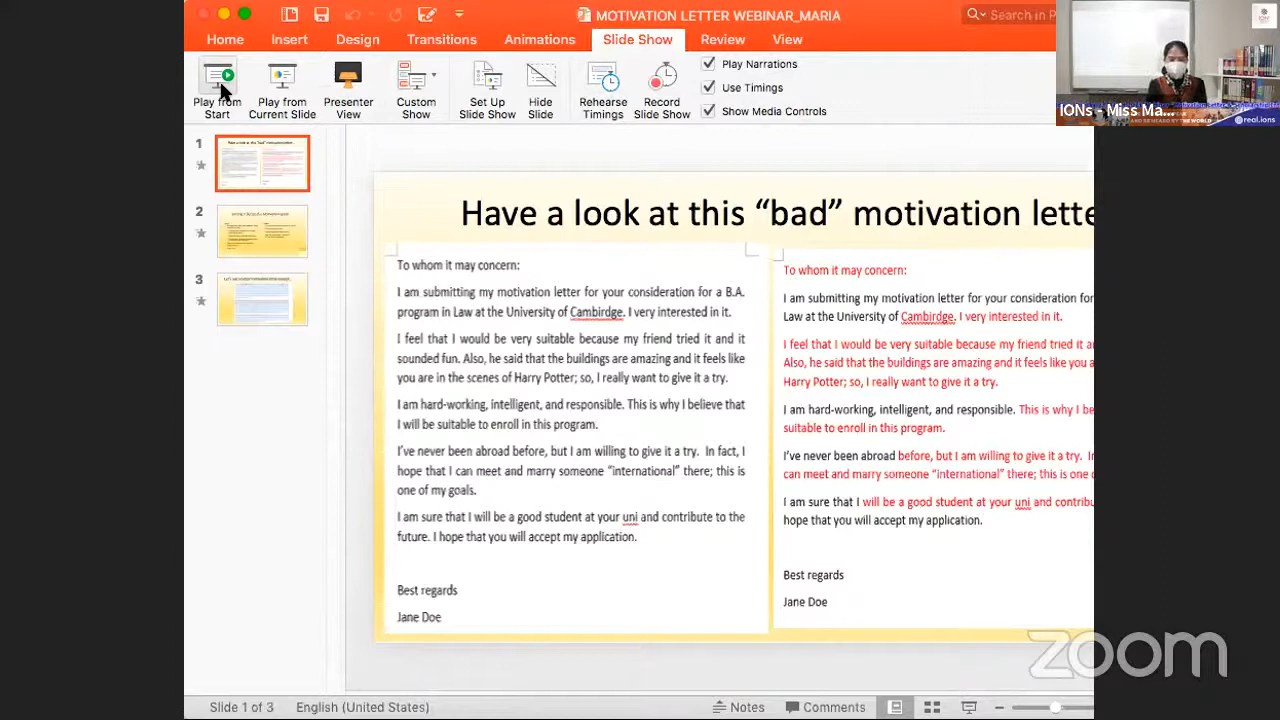 MOTIVATION LETTER WEBINAR_MARIA
Search in P
Home Insert Design Transitions Animations Slide Show Review View
Play from Start
Play from Current Slide
Presenter View
Custom Show
Set Up Slide Show
Hide Slide
Rehearse Timings
Record Slide Show
Play Narrations
Use Timings
Show Media Controls
IONs - Miss Ma...
AND BE HEARD BY THE WORLD
real.ions
1
2
3
Have a look at this “bad” motivation lette
To whom it may concern:
I am submitting my motivation letter for your consideration for a B.A.
program in Law at the University of Cambirdge. I very interested in it.
I feel that I would be very suitable because my friend tried it and it
sounded fun. Also, he said that the buildings are amazing and it feels like
you are in the scenes of Harry Potter; so, I really want to give it a try.
I am hard-working, intelligent, and responsible. This is why I believe that
I will be suitable to enroll in this program.
I’ve never been abroad before, but I am willing to give it a try. In fact, I
hope that I can meet and marry someone “international” there; this is
one of my goals.
I am sure that I will be a good student at your uni and contribute to the
future. I hope that you will accept my application.
Best regards
Jane Doe
To whom it may concern:
I am submitting my motivation letter for your consideration
Law at the University of Cambirdge. I very interested in it.
I feel that I would be very suitable because my friend tried it a
Also, he said that the buildings are amazing and it feels like you a
Harry Potter; so, I really want to give it a try.
I am hard-working, intelligent, and responsible. This is why I be
suitable to enroll in this program.
I’ve never been abroad before, but I am willing to give it a try. I
can meet and marry someone “international” there; this is one
I am sure that I will be a good student at your uni and contribu
hope that you will accept my application.
Best regards
Jane Doe
zoom
Slide 1 of 3 English (United States) Notes Comments